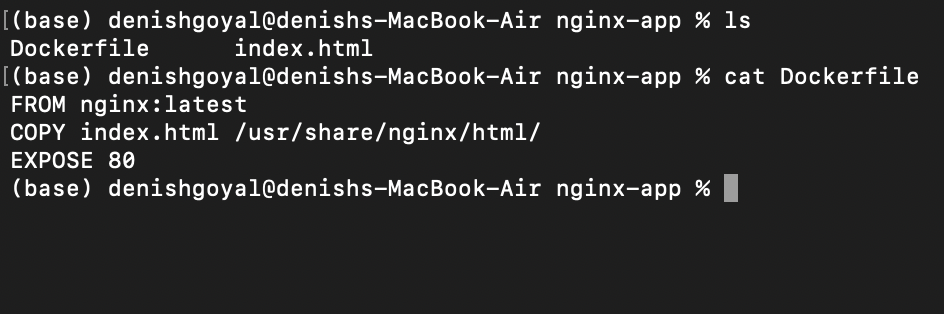 [(base) denishgoyal@denishs-MacBook-Air nginx-app % ls
Dockerfile      index.html
[(base) denishgoyal@denishs-MacBook-Air nginx-app % cat Dockerfile
FROM nginx:latest
COPY index.html /usr/share/nginx/html/
EXPOSE 80
(base) denishgoyal@denishs-MacBook-Air nginx-app %